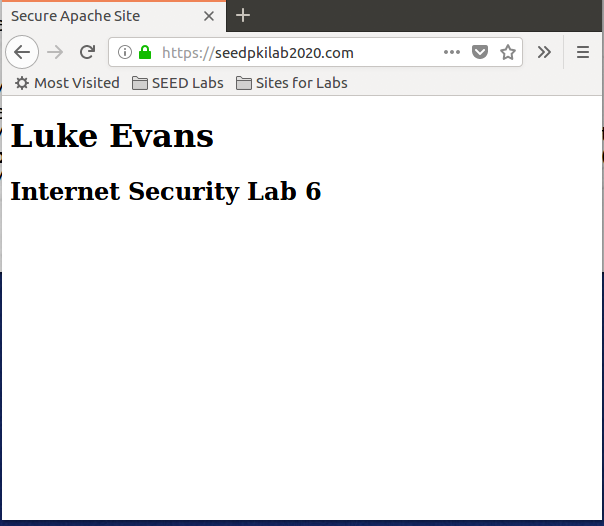 Secure Apache Site
https://seedpkilab2020.com
Most Visited SEED Labs Sites for Labs
Luke Evans
Internet Security Lab 6